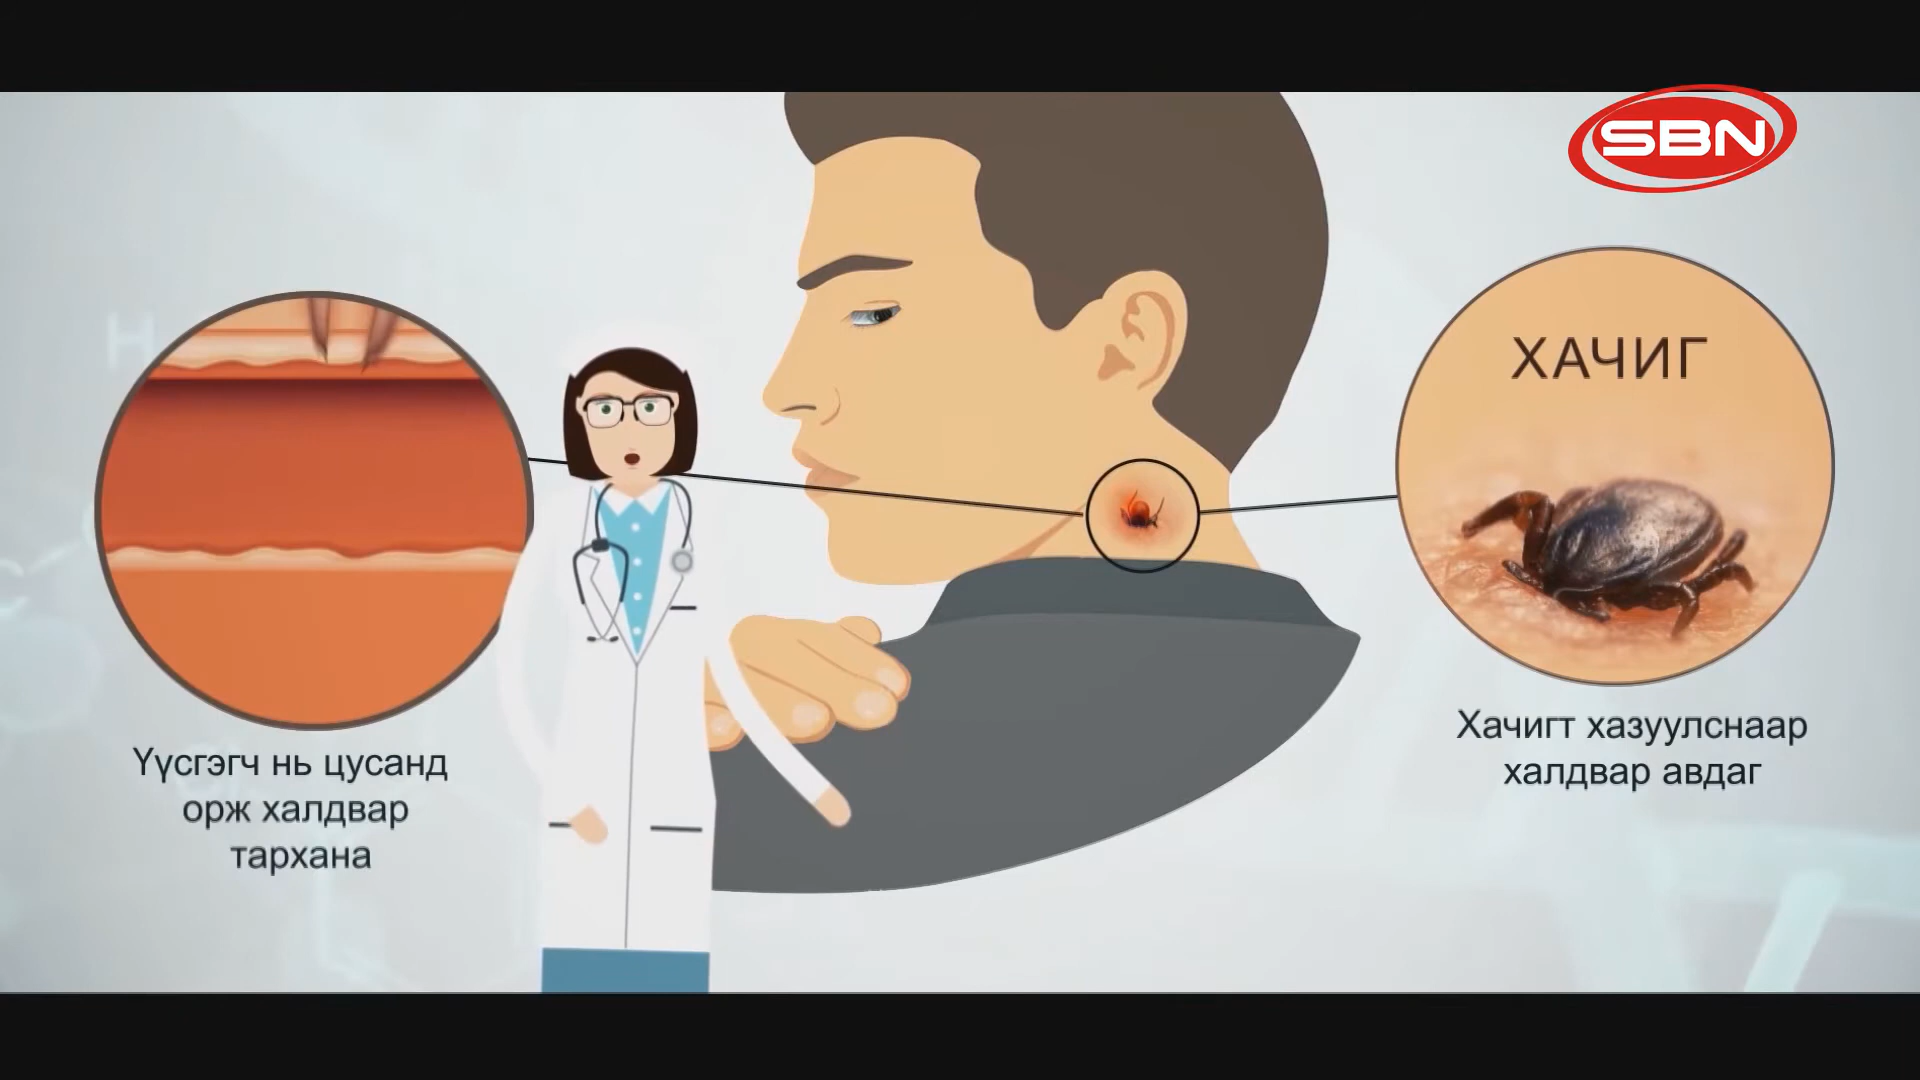 SBN
ХАЧИГ
Үүсгэгч нь цусанд
орж халдвар
тархана
Хачигт хазуулснаар
халдвар авдаг